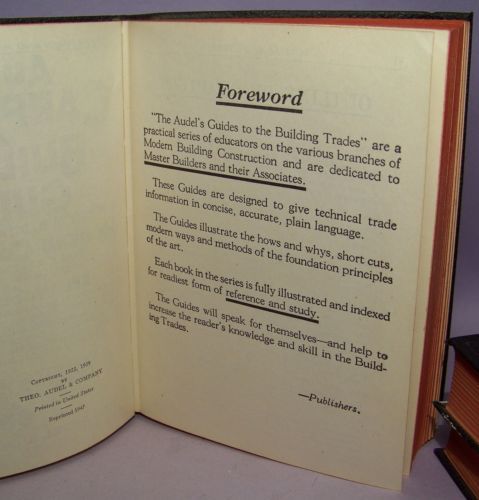 COPYRIGHT, 1923, 1939
BY
THEO. AUDEL & COMPANY
Printed in United States
Reprinted 1947
Foreword
"The Audel's Guides to the Building Trades" are a
practical series of educators on the various branches of
Modern Building Construction and are dedicated to
Master Builders and their Associates.
These Guides are designed to give technical trade
information in concise, accurate, plain language.
The Guides illustrate the hows and whys, short cuts,
modern ways and methods of the foundation principles
of the art.
Each book in the series is fully illustrated and indexed
for readiest form of reference and study.
The Guides will speak for themselves—and help to
increase the reader's knowledge and skill in the Build-
ing Trades.
—Publishers.